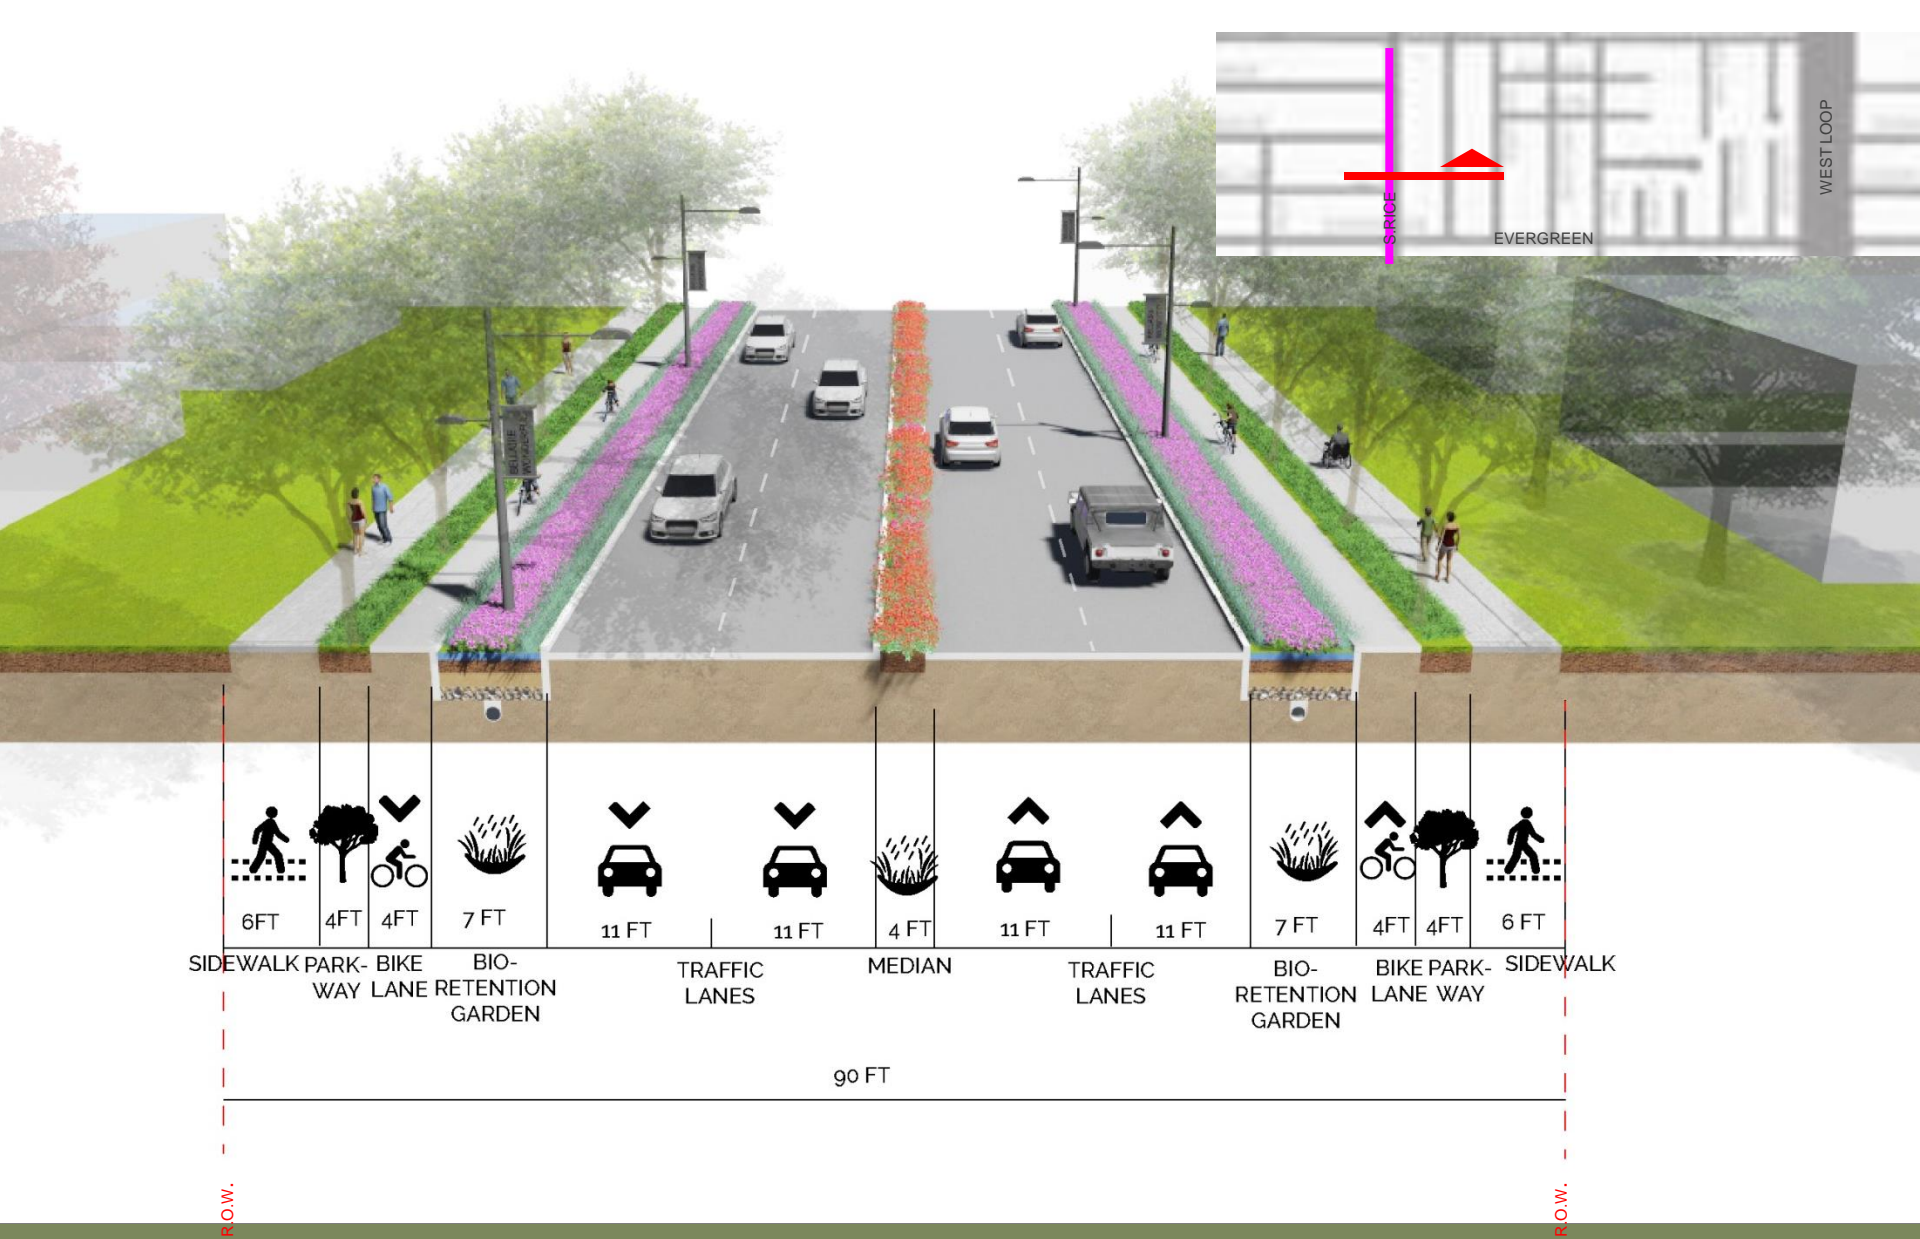 WEST LOOP
S.RICE
EVERGREEN
BELLAIRE
WONDERFUL
6FT
4FT
4FT
7 FT
11 FT
11 FT
4 FT
11 FT
11 FT
7 FT
4FT
4FT
6 FT
SIDEWALK
PARK-
WAY
BIKE
LANE
BIO-
RETENTION
GARDEN
TRAFFIC
LANES
MEDIAN
TRAFFIC
LANES
BIO-
RETENTION
GARDEN
BIKE
LANE
PARK-
WAY
SIDEWALK
90 FT
R.O.W.
R.O.W.